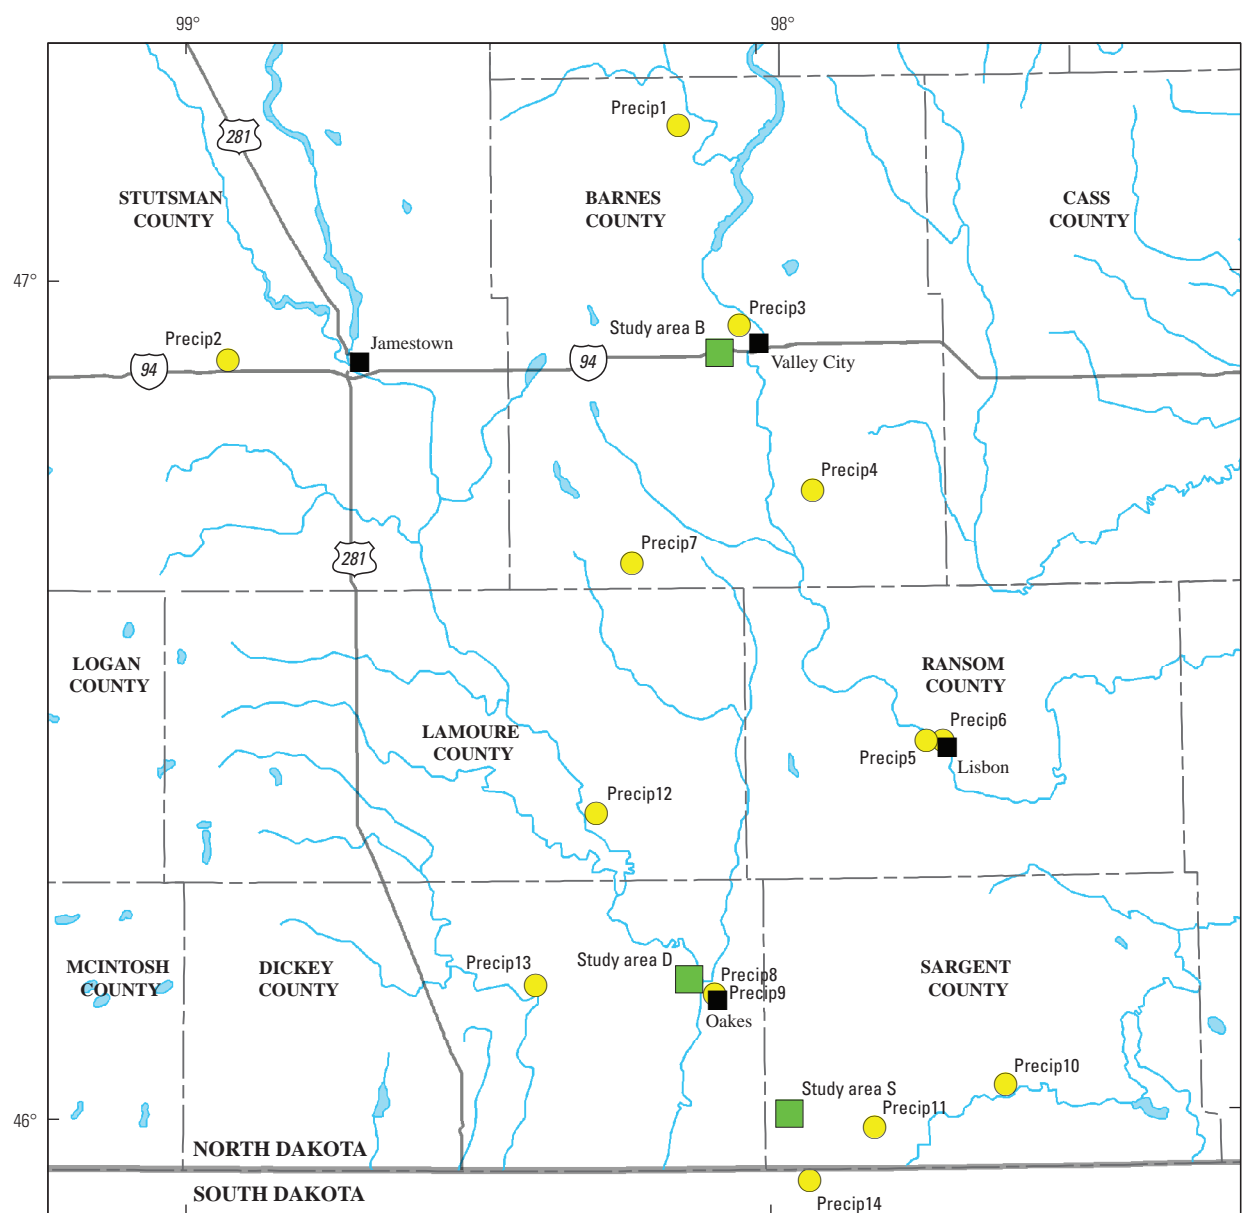 99°
98°
Precip1
281
STUTSMAN
COUNTY
BARNES
COUNTY
CASS
COUNTY
47°
Precip3
Study area B
Precip2
Jamestown
94
94
Valley City
Precip4
Precip7
281
LOGAN
COUNTY
RANSOM
COUNTY
LAMOURE
COUNTY
Precip6
Precip5
Lisbon
Precip12
MCINTOSH
COUNTY
DICKEY
COUNTY
Precip13
Study area D
Precip8
Precip9
Oakes
SARGENT
COUNTY
Precip10
Study area S
Precip11
46°
NORTH DAKOTA
SOUTH DAKOTA
Precip14